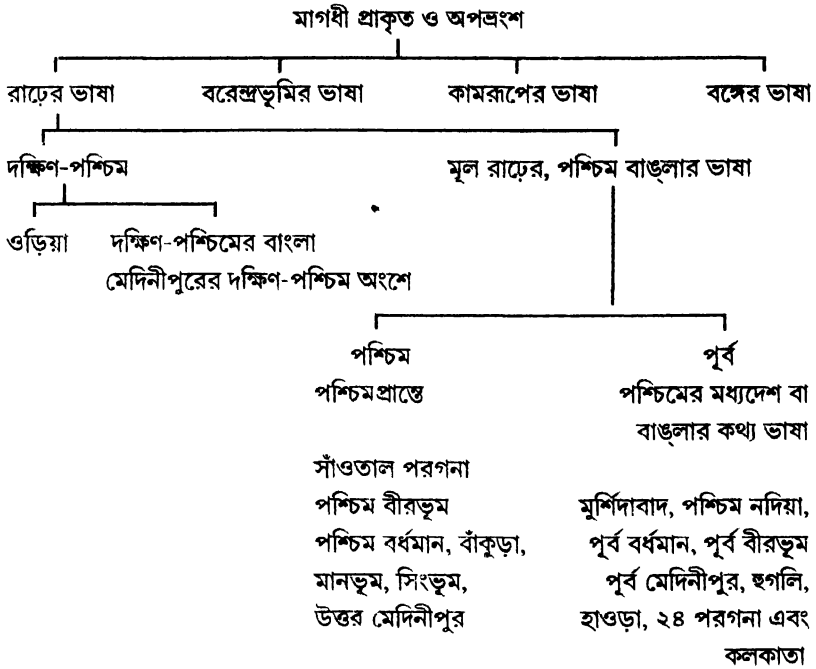 মাগধী প্রাকৃত ও অপভ্রংশ
রাঢ়ের ভাষা বরেন্দ্রভূমির ভাষা কামরূপের ভাষা বঙ্গের ভাষা
দক্ষিণ-পশ্চিম মূল রাঢ়ের, পশ্চিম বাঙ্‌লার ভাষা
ওড়িয়া দক্ষিণ-পশ্চিমের বাংলা
মেদিনীপুরের দক্ষিণ-পশ্চিম অংশে
পশ্চিম পূর্ব
পশ্চিমপ্রান্তে পশ্চিমের মধ্যদেশ বা
বাঙ্‌লার কথ্য ভাষা
সাঁওতাল পরগনা
পশ্চিম বীরভূম মুর্শিদাবাদ, পশ্চিম নদিয়া,
পশ্চিম বর্ধমান, বাঁকুড়া, পূর্ব বর্ধমান, পূর্ব বীরভূম
মানভূম, সিংভূম, পূর্ব মেদিনীপুর, হুগলি,
উত্তর মেদিনীপুর হাওড়া, ২৪ পরগনা এবং
কলকাতা